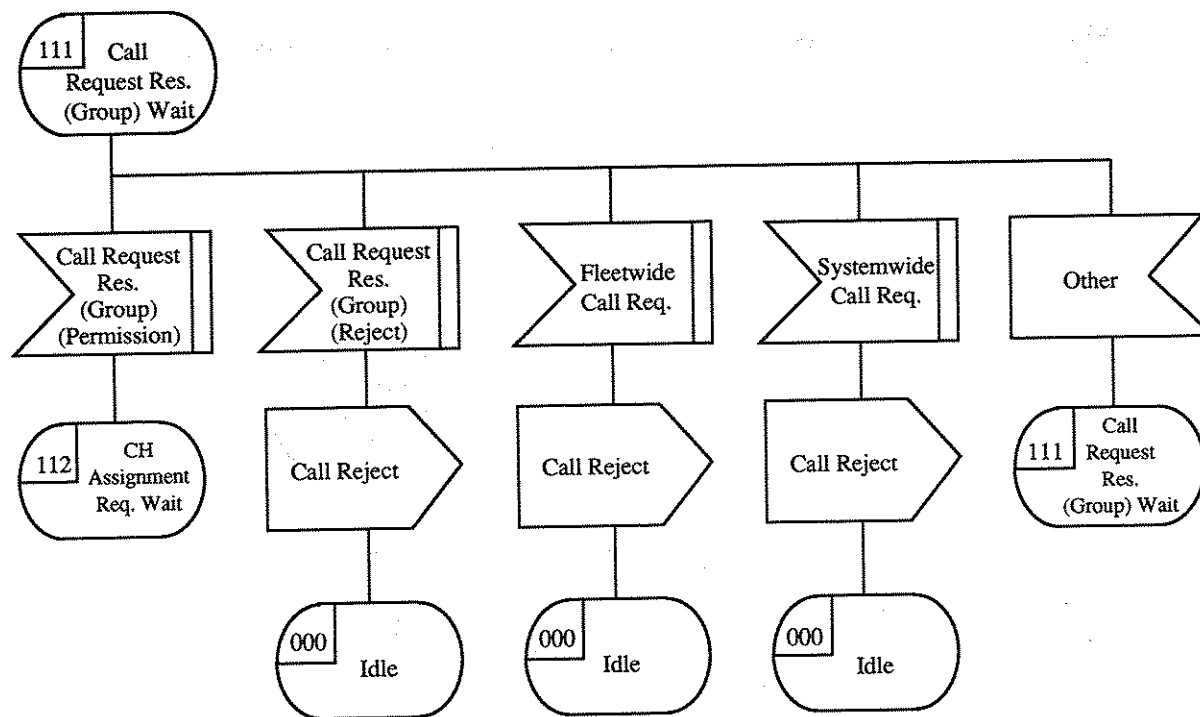 111
Call
Request Res.
(Group) Wait
Call Request
Res.
(Group)
(Permission)
Call Request
Res.
(Group)
(Reject)
Fleetwide
Call Req.
Systemwide
Call Req.
Other
112
CH
Assignment
Req. Wait
Call Reject
Call Reject
Call Reject
111
Call
Request
Res.
(Group) Wait
000
Idle
000
Idle
000
Idle